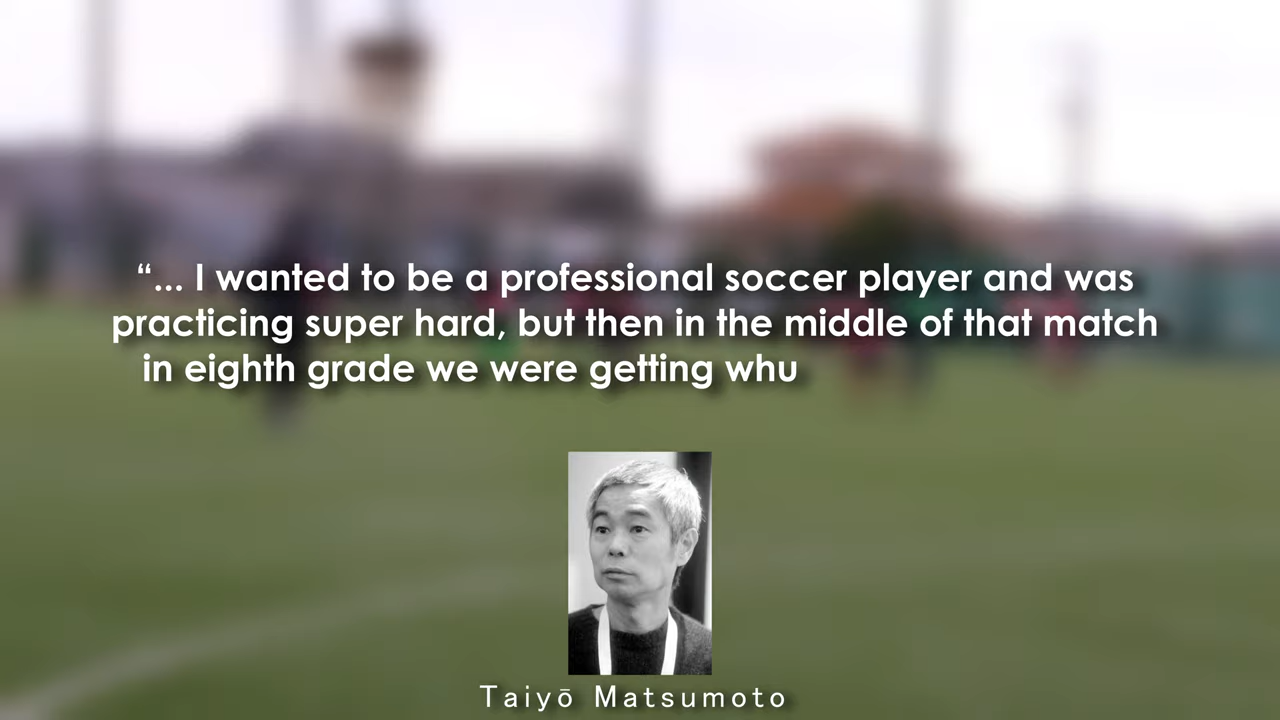 “... I wanted to be a professional soccer player and was
practicing super hard, but then in the middle of that match
in eighth grade we were getting whu
Taiyō Matsumoto